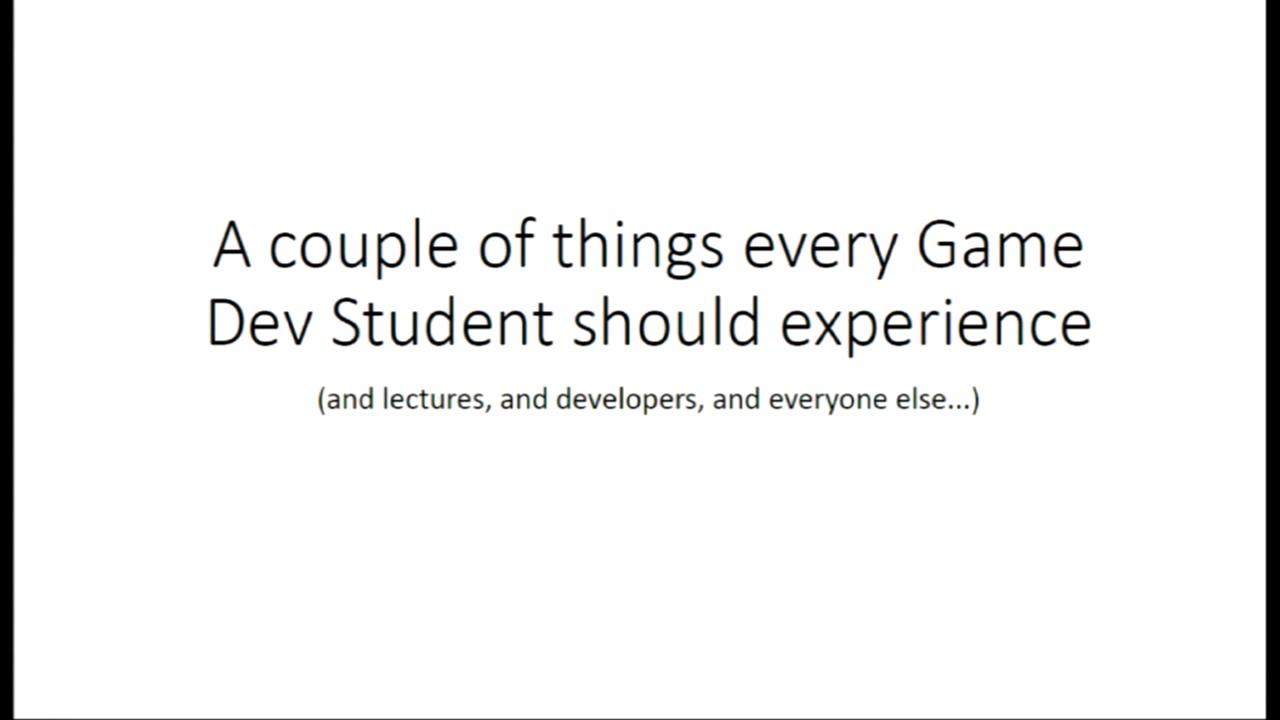 A couple of things every Game
Dev Student should experience
(and lectures, and developers, and everyone else...)